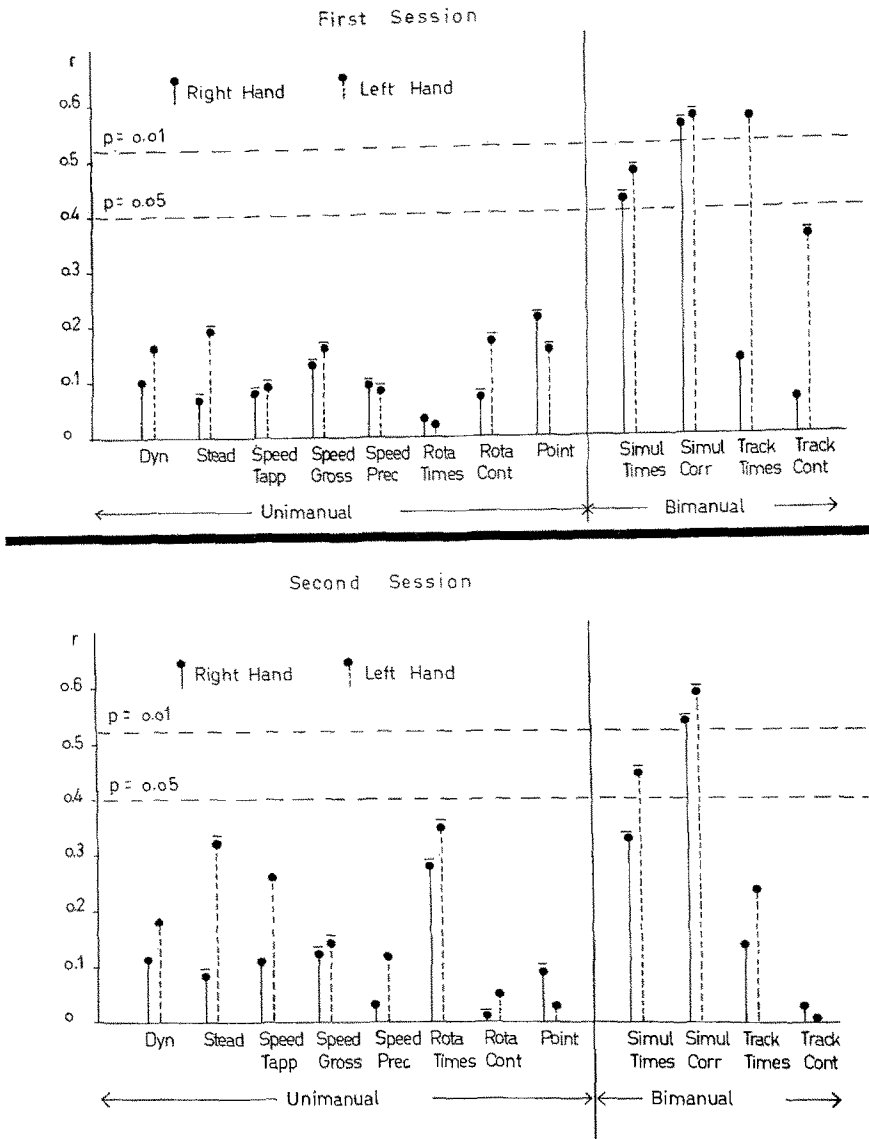 First Session
r
Right Hand
Left Hand
0.6
p = 0.01
0.5
p = 0.05
0.4
0.3
0.2
0.1
0
Dyn Stead Speed Speed Speed Rota Rota Point Simul Simul Track Track
Tapp Gross Prec Times Cont Times Corr Times Cont
Unimanual Bimanual
Second Session
r
Right Hand Left Hand
0.6
p = 0.01
0.5
p = 0.05
0.4
0.3
0.2
0.1
0
Dyn Stead Speed Speed Speed Rota Rota Point Simul Simul Track Track
Tapp Gross Prec Times Cont Times Corr Times Cont
Unimanual Bimanual